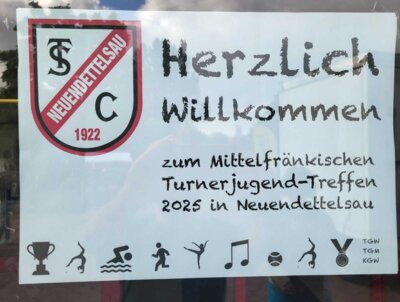 TS
NEUENDETTELSAU
C
1922
Herzlich
Willkommen
zum Mittelfränkischen
Turnerjugend-Treffen
2025 in Neuendettelsau
TGW
TGM
KGW